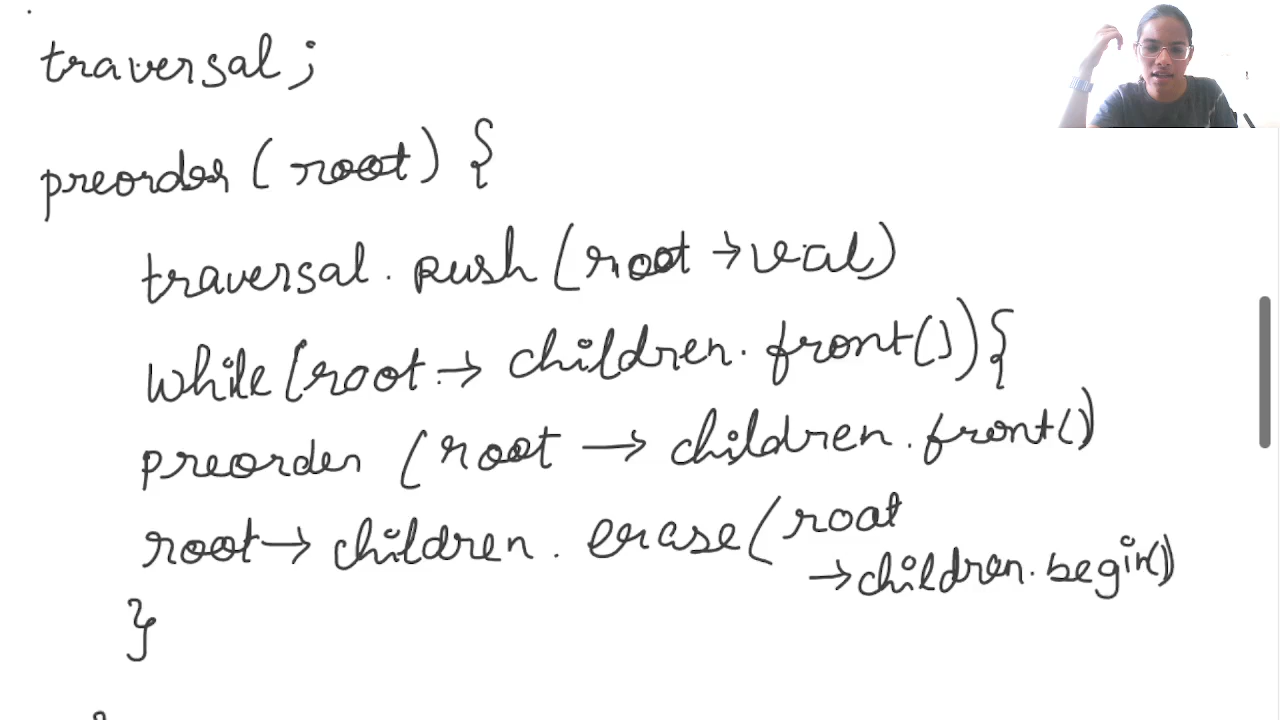 traversal;
preorder (root) {
traversal. push (root →val)
while (root → children. front()) {
preorder (root → children. front()
root→ children. erase(root
→children. begin()
}